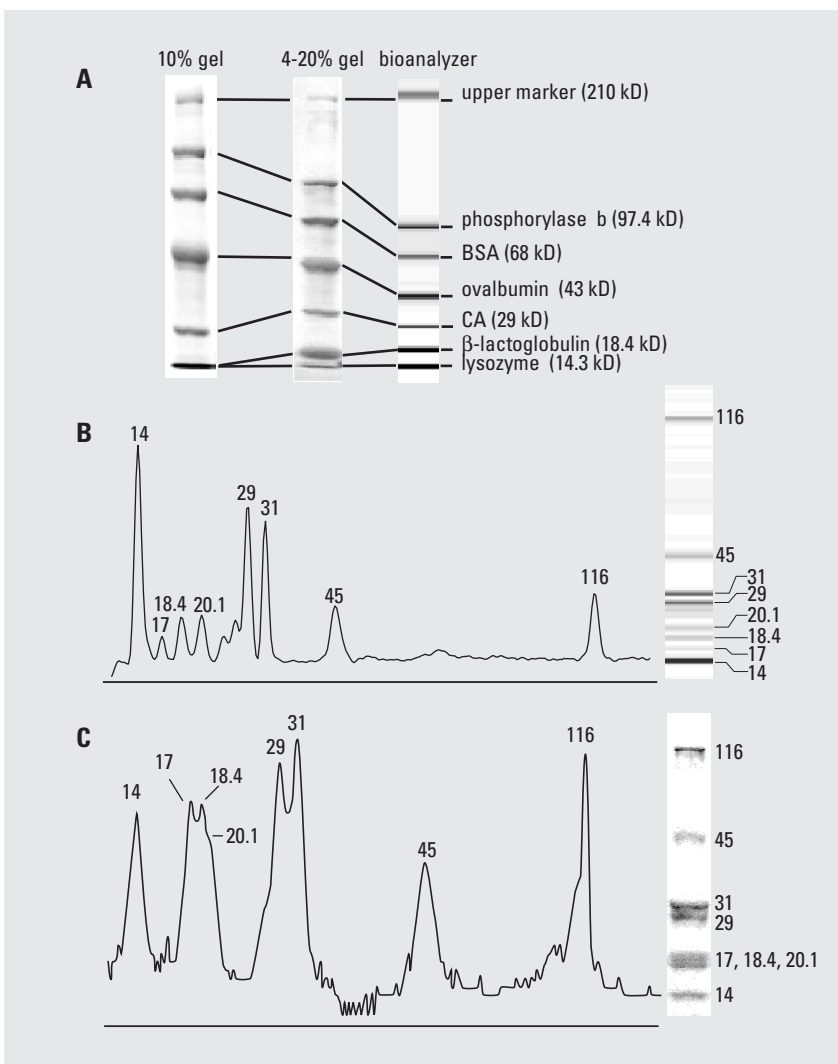 10% gel 4-20% gel bioanalyzer
A
upper marker (210 kD)
phosphorylase b (97.4 kD)
BSA (68 kD)
ovalbumin (43 kD)
CA (29 kD)
β-lactoglobulin (18.4 kD)
lysozyme (14.3 kD)
B
14
17
18.4
20.1
29
31
45
116
116
45
31
29
20.1
18.4
17
14
C
14
17
18.4
20.1
29
31
45
116
116
45
31
29
17, 18.4, 20.1
14